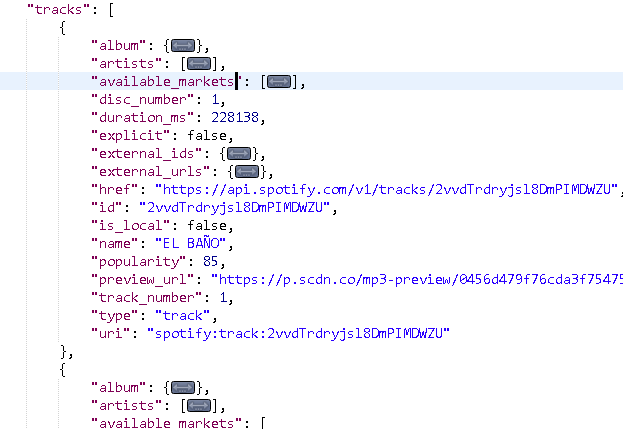 "tracks": [
{
"album": {},
"artists": [],
"available_markets": [],
"disc_number": 1,
"duration_ms": 228138,
"explicit": false,
"external_ids": {},
"external_urls": {},
"href": "https://api.spotify.com/v1/tracks/2vvdTrdryjsl8DmPIMDWZU",
"id": "2vvdTrdryjsl8DmPIMDWZU",
"is_local": false,
"name": "EL BAÑO",
"popularity": 85,
"preview_url": "https://p.scdn.co/mp3-preview/0456d479f76cda3f75475
"track_number": 1,
"type": "track",
"uri": "spotify:track:2vvdTrdryjsl8DmPIMDWZU"
},
{
"album": {},
"artists": [],
"available_markets": [